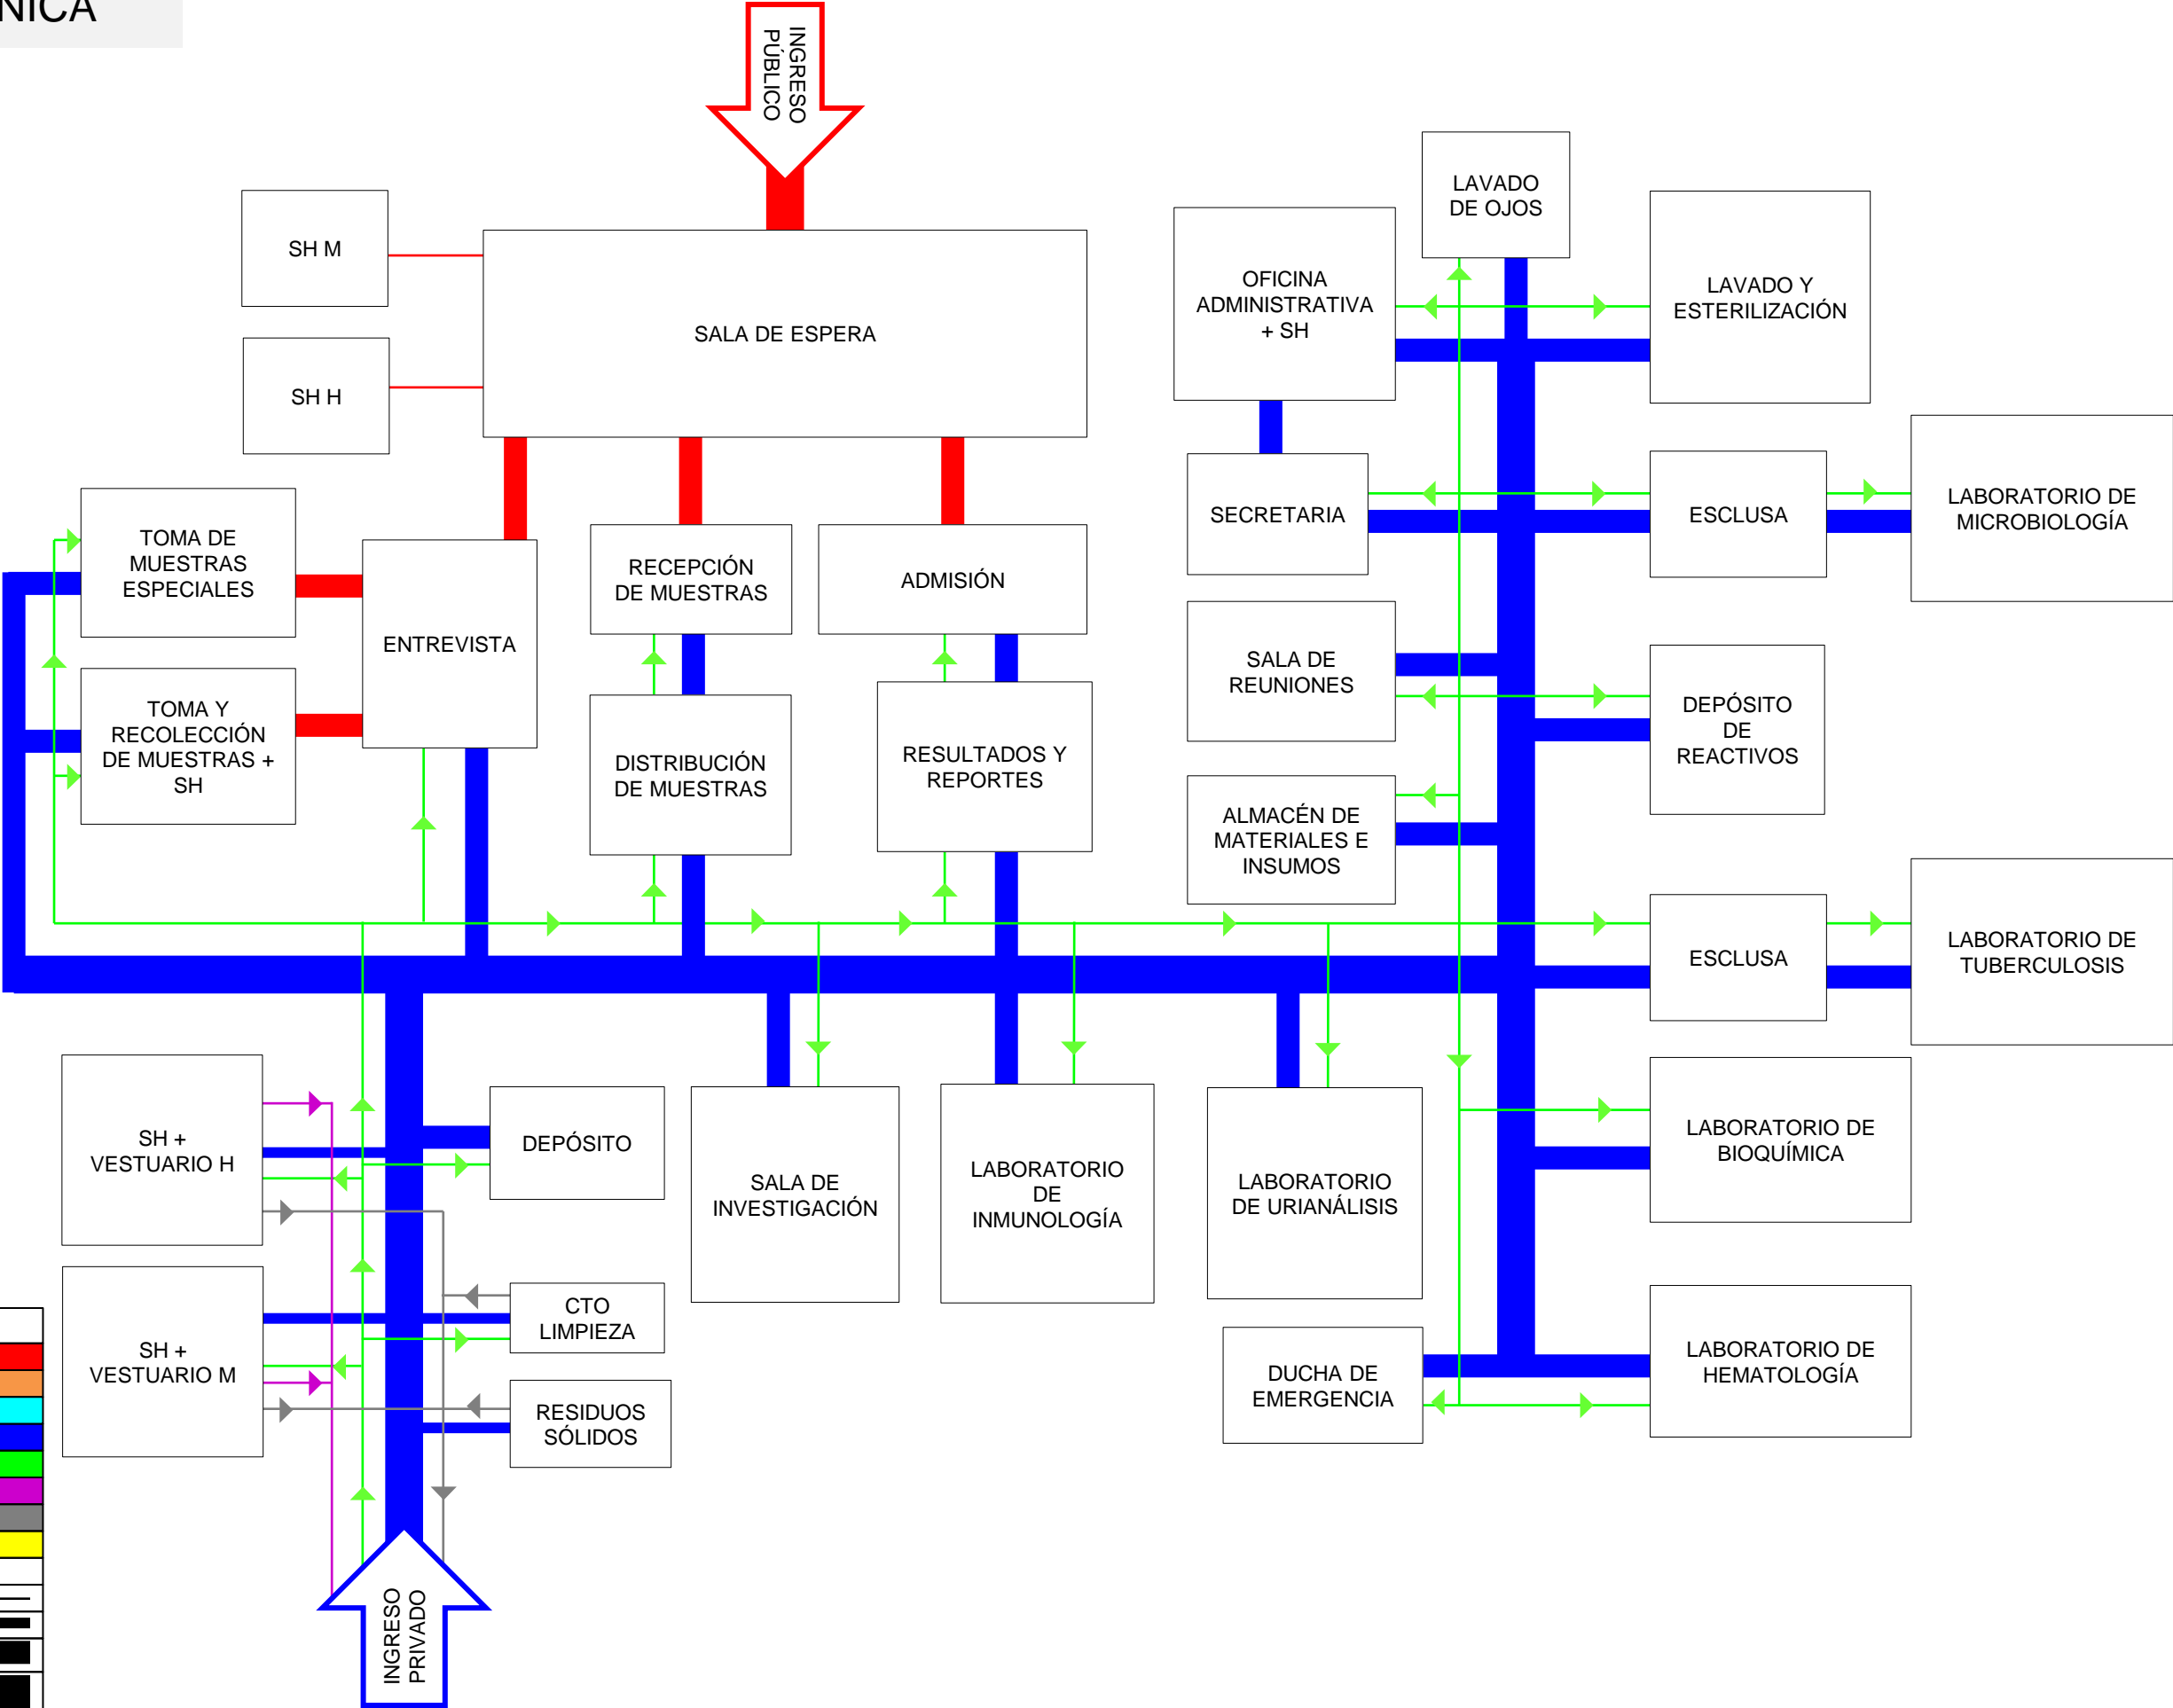 NICA
INGRESO
PÚBLICO
LAVADO
DE OJOS
SH M
OFICINA
ADMINISTRATIVA
+ SH
LAVADO Y
ESTERILIZACIÓN
SALA DE ESPERA
SH H
SECRETARIA
ESCLUSA
LABORATORIO DE
MICROBIOLOGÍA
TOMA DE
MUESTRAS
ESPECIALES
ENTREVISTA
RECEPCIÓN
DE MUESTRAS
ADMISIÓN
SALA DE
REUNIONES
DEPÓSITO
DE
REACTIVOS
TOMA Y
RECOLECCIÓN
DE MUESTRAS +
SH
DISTRIBUCIÓN
DE MUESTRAS
RESULTADOS Y
REPORTES
ALMACÉN DE
MATERIALES E
INSUMOS
ESCLUSA
LABORATORIO DE
TUBERCULOSIS
SH +
VESTUARIO H
DEPÓSITO
SALA DE
INVESTIGACIÓN
LABORATORIO
DE
INMUNOLOGÍA
LABORATORIO
DE URIANÁLISIS
LABORATORIO DE
BIOQUÍMICA
SH +
VESTUARIO M
CTO
LIMPIEZA
RESIDUOS
SÓLIDOS
DUCHA DE
EMERGENCIA
LABORATORIO DE
HEMATOLOGÍA
INGRESO
PRIVADO